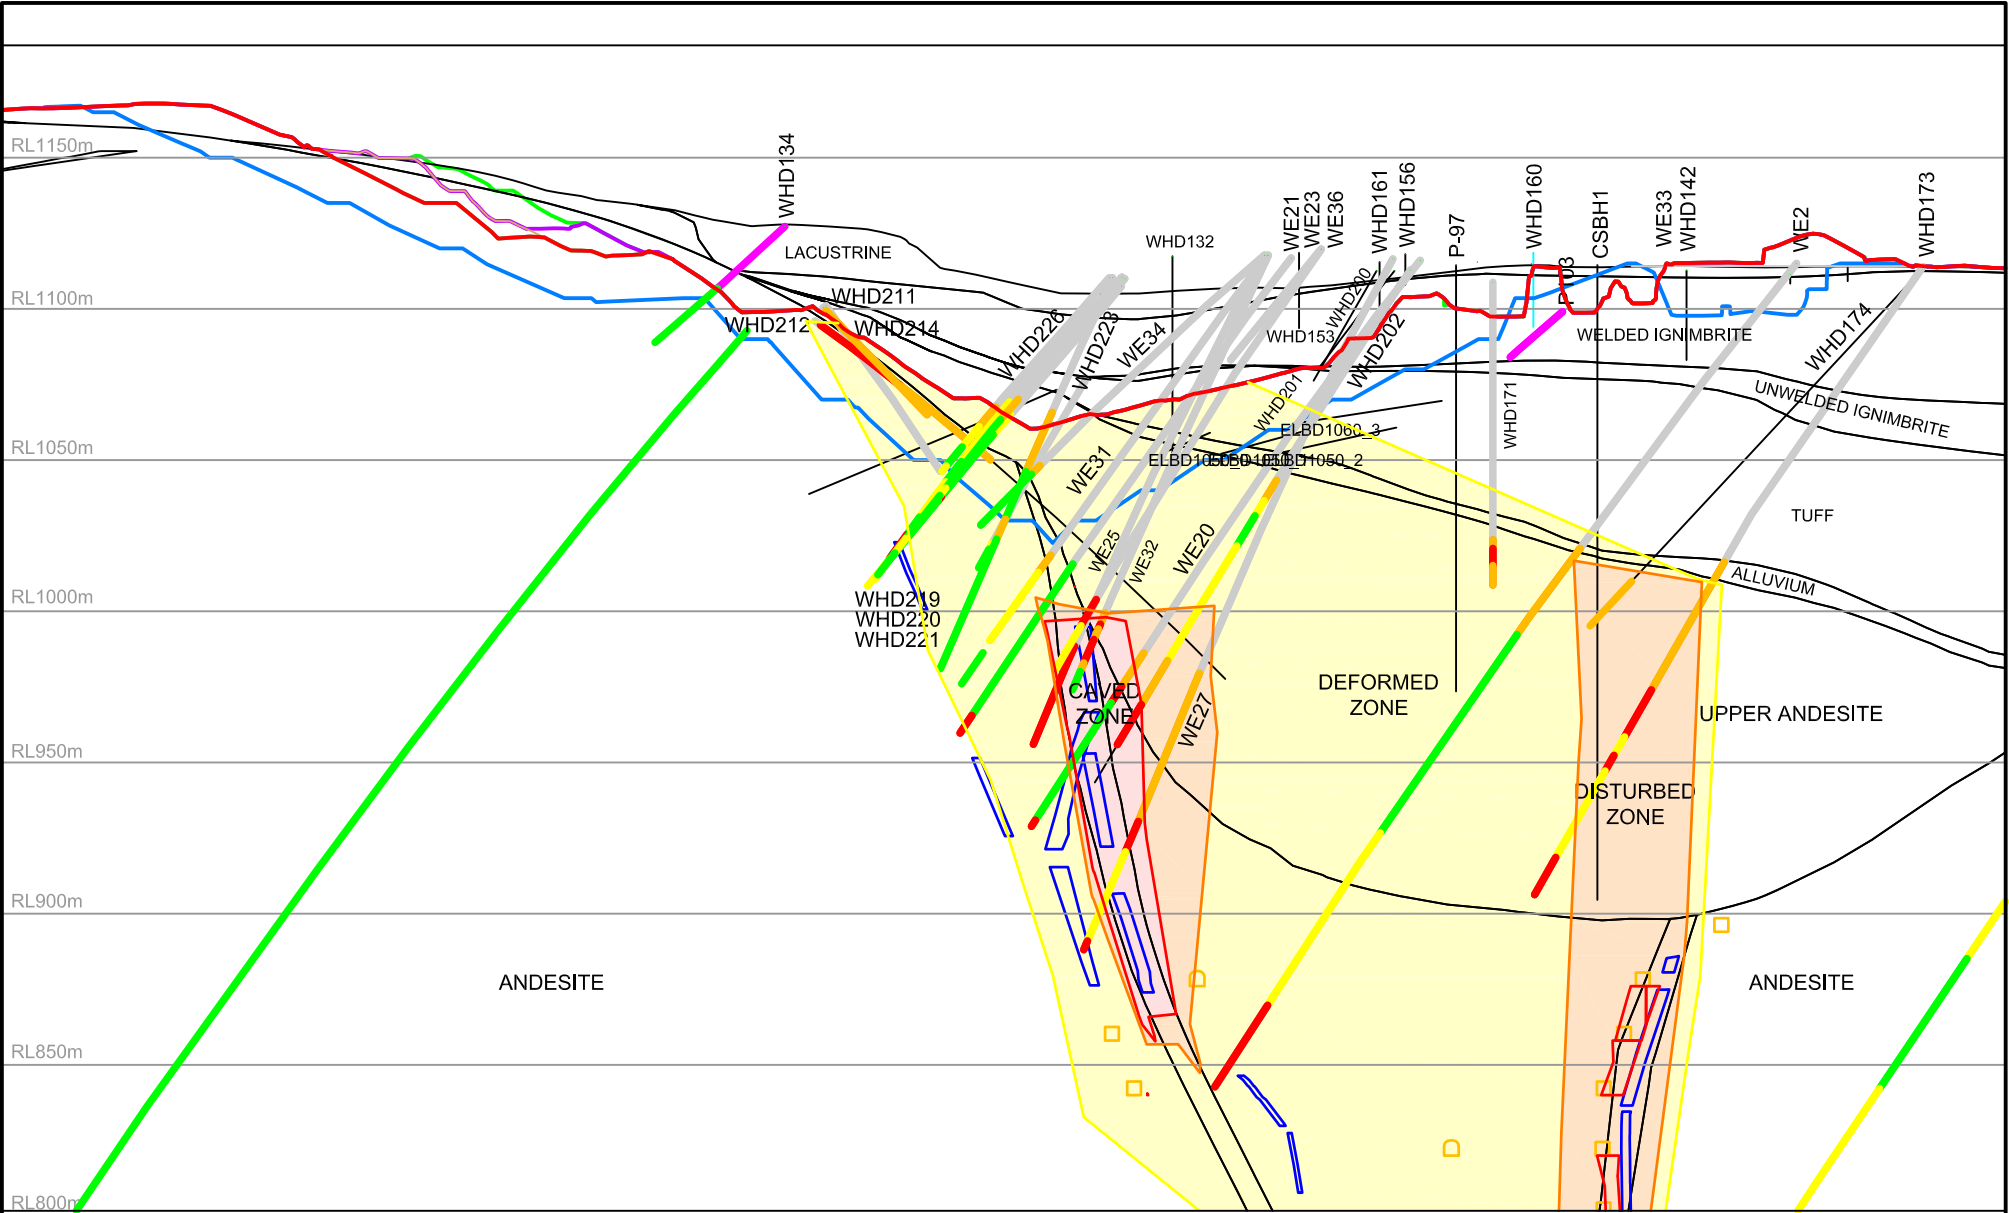 RL1150m
WHD134
LACUSTRINE
WHD132
WE21
WE23
WE36
WHD161
WHD156
P-97
WHD160
CSBH1
WE33
WHD142
WE2
WHD173
RL1100m
WHD211
WHD212
WHD214
WHD226
WHD223
WE34
WHD153
WHD200
WHD202
WELDED IGNIMBRITE
WHD174
UNWELDED IGNIMBRITE
WHD201
WHD171
ELBD1060_3
RL1050m
ELBD1050_2
WE31
WE25
WE32
WE20
TUFF
ALLUVIUM
RL1000m
WHD219
WHD220
WHD221
CAVED
ZONE
WE27
DEFORMED
ZONE
UPPER ANDESITE
RL950m
DISTURBED
ZONE
RL900m
ANDESITE
ANDESITE
RL850m
RL800m